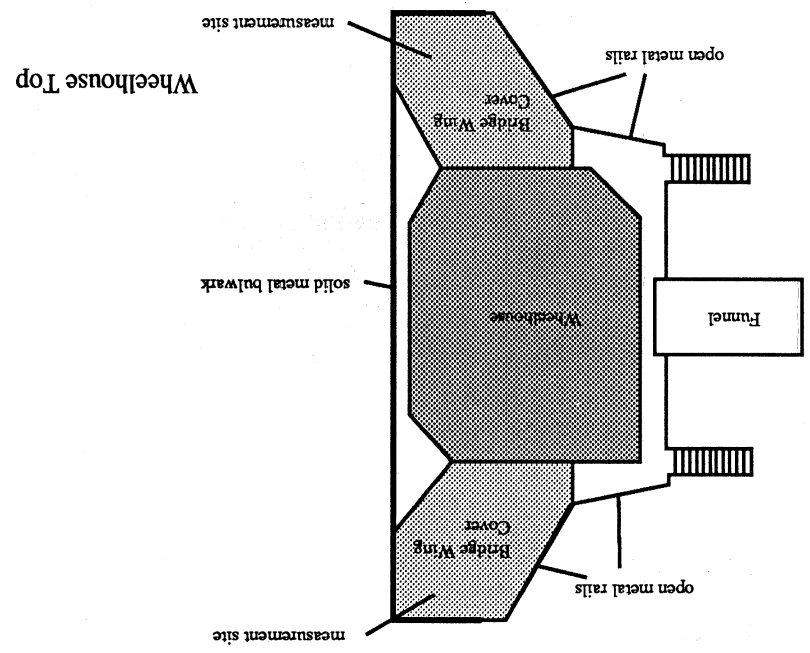 open metal rails
measurement site
Bridge Wing
Cover
Funnel
Wheelhouse
solid metal bulwark
Bridge Wing
Cover
open metal rails
Wheelhouse Top
measurement site